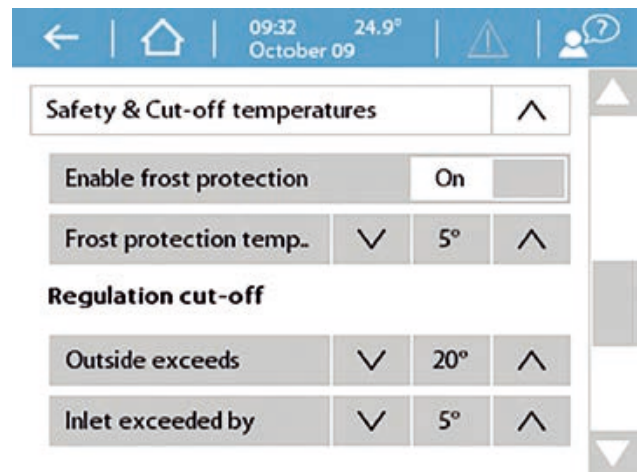 09:32 24.9°
October 09
?
Safety & Cut-off temperatures
Enable frost protection On
Frost protection temp.. 5°
Regulation cut-off
Outside exceeds 20°
Inlet exceeded by 5°